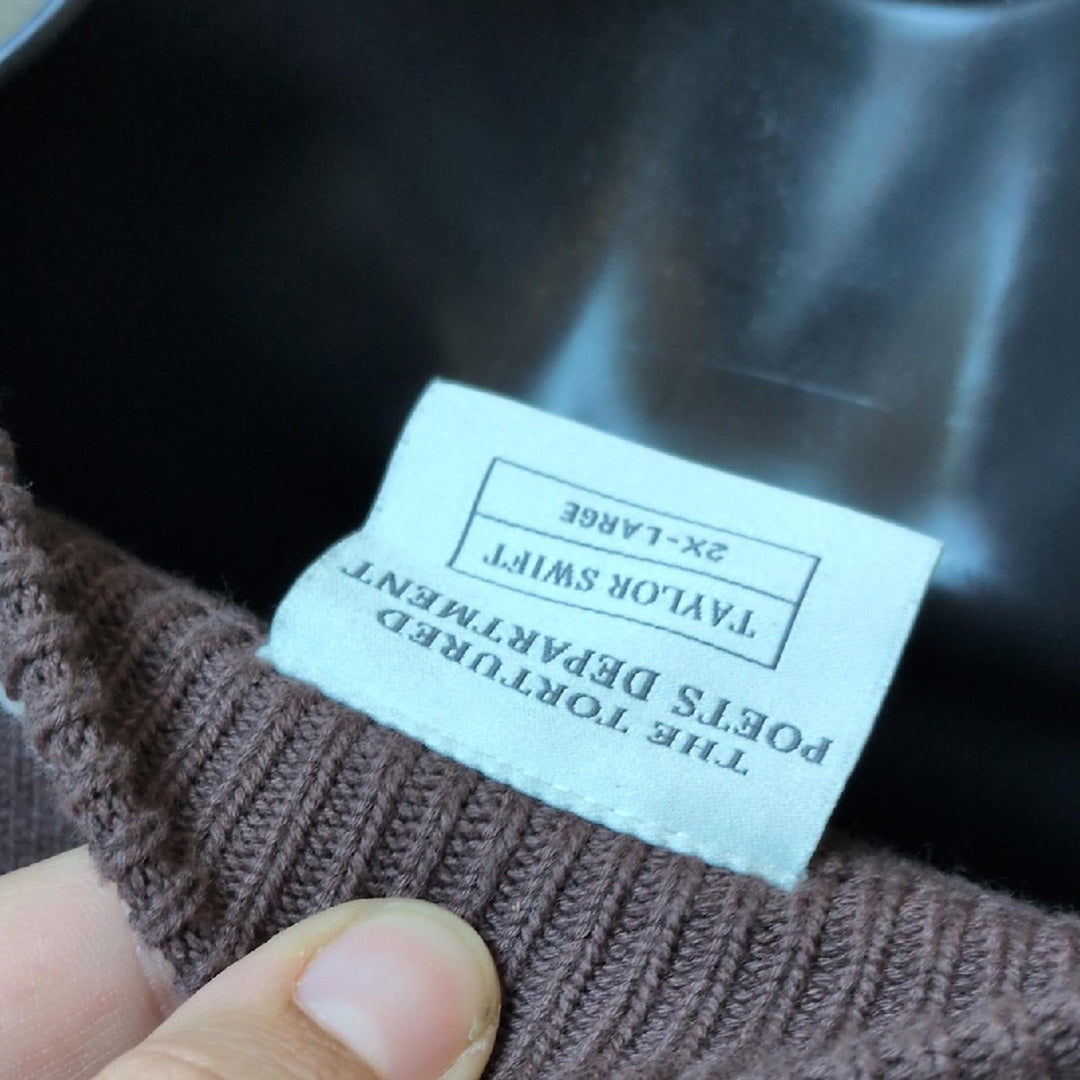 THE TORTURED
POETS DEPARTMENT
TAYLOR SWIFT
2X-LARGE